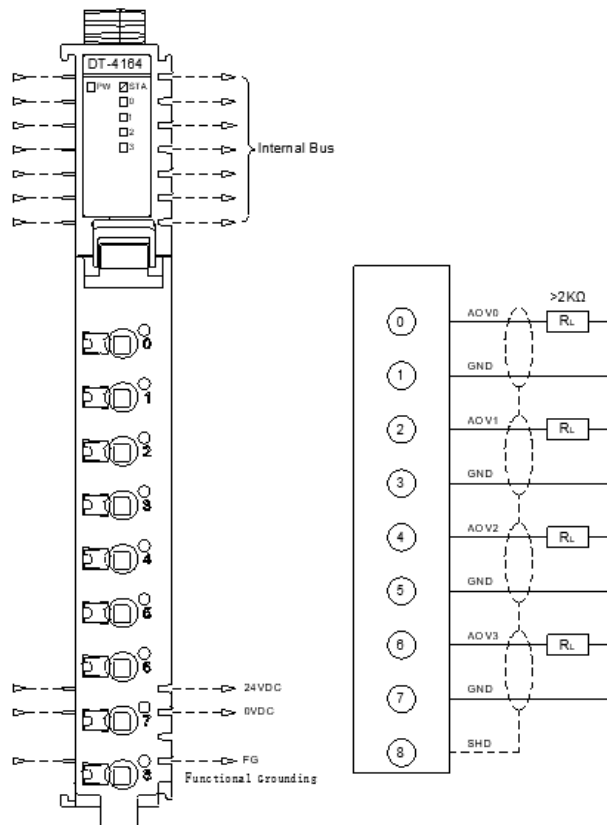 DT-4164
PW STA
0
1
2
3
Internal Bus
0
1
2
3
4
5
6
7
8
24VDC
0VDC
FG
Functional Grounding
>2KΩ
0 AOV0 RL
1 GND
2 AOV1 RL
3 GND
4 AOV2 RL
5 GND
6 AOV3 RL
7 GND
8 SHD